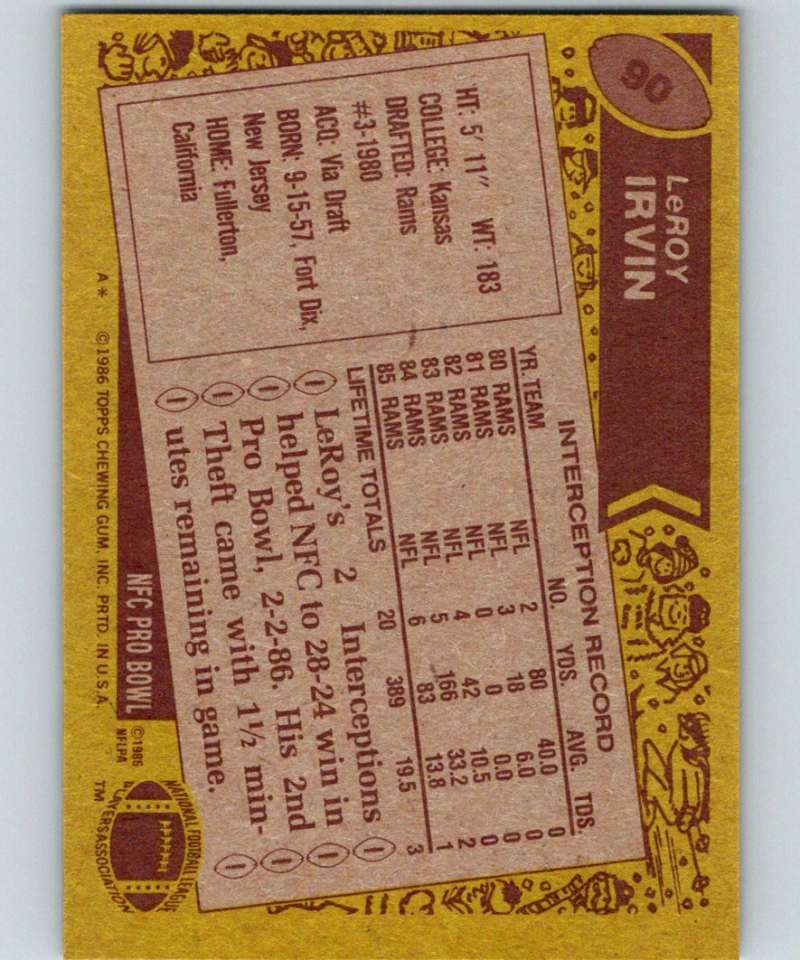 90
LeROY
IRVIN
HT: 5' 11" WT: 183
COLLEGE: Kansas
DRAFTED: Rams
#3-1980
ACQ: Via Draft
BORN: 9-15-57, Fort Dix,
New Jersey
HOME: Fullerton,
California
INTERCEPTION RECORD
YR. TEAM NO. YDS. AVG. TDS.
80 RAMS NFL 2 80 40.0 0
81 RAMS NFL 3 18 6.0 0
82 RAMS NFL 0 0 0.0 0
83 RAMS NFL 4 42 10.5 0
84 RAMS NFL 5 166 33.2 2
85 RAMS NFL 6 83 13.8 1
LIFETIME TOTALS 20 389 19.5 3
LeRoy's 2 Interceptions
helped NFC to 28-24 win in
Pro Bowl, 2-2-86. His 2nd
Theft came with 1½ min-
utes remaining in game.
NFC PRO BOWL
A* ©1986 TOPPS CHEWING GUM, INC. PRTD. IN U.S.A.
©1986
NFLPA
NATIONAL FOOTBALL LEAGUE
PLAYERS ASSOCIATION
TM